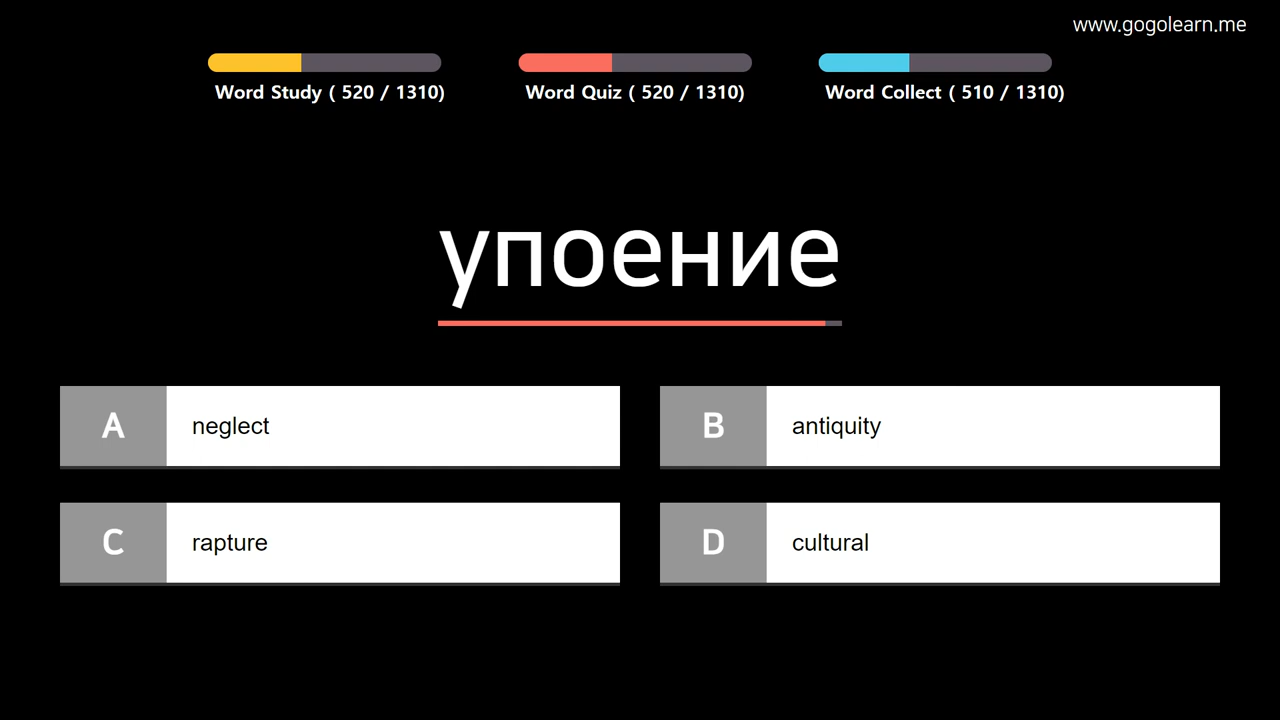 www.gogolearn.me
Word Study ( 520 / 1310)
Word Quiz ( 520 / 1310)
Word Collect ( 510 / 1310)
упоение
A neglect
B antiquity
C rapture
D cultural